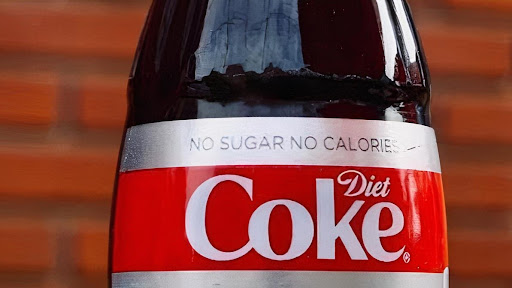 NO SUGAR NO CALORIES
Diet
Coke®